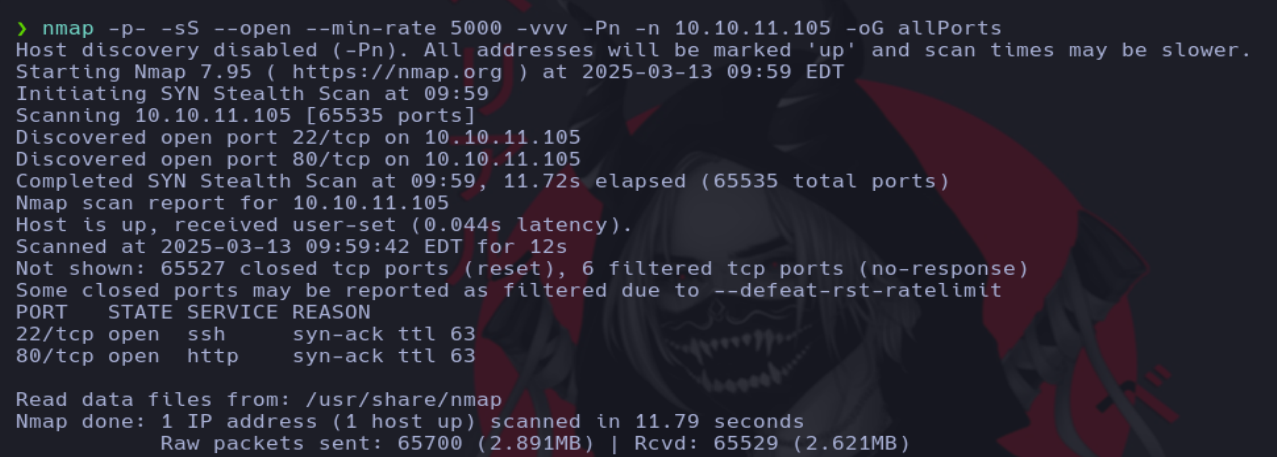 ❯ nmap -p- -sS --open --min-rate 5000 -vvv -Pn -n 10.10.11.105 -oG allPorts
Host discovery disabled (-Pn). All addresses will be marked 'up' and scan times may be slower.
Starting Nmap 7.95 ( https://nmap.org ) at 2025-03-13 09:59 EDT
Initiating SYN Stealth Scan at 09:59
Scanning 10.10.11.105 [65535 ports]
Discovered open port 22/tcp on 10.10.11.105
Discovered open port 80/tcp on 10.10.11.105
Completed SYN Stealth Scan at 09:59, 11.72s elapsed (65535 total ports)
Nmap scan report for 10.10.11.105
Host is up, received user-set (0.044s latency).
Scanned at 2025-03-13 09:59:42 EDT for 12s
Not shown: 65527 closed tcp ports (reset), 6 filtered tcp ports (no-response)
Some closed ports may be reported as filtered due to --defeat-rst-ratelimit
PORT   STATE SERVICE REASON
22/tcp open  ssh     syn-ack ttl 63
80/tcp open  http    syn-ack ttl 63
Read data files from: /usr/share/nmap
Nmap done: 1 IP address (1 host up) scanned in 11.79 seconds
           Raw packets sent: 65700 (2.891MB) | Rcvd: 65529 (2.621MB)